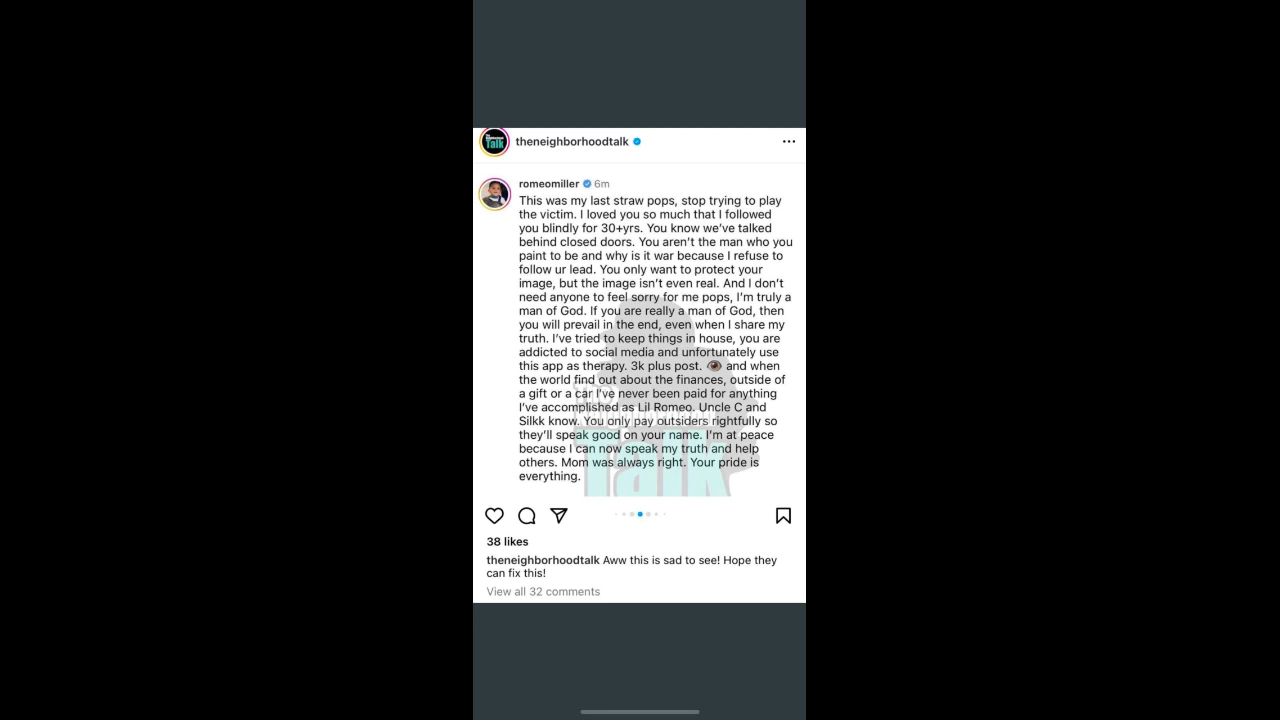 theneighborhoodtalk
romeomiller 6m
This was my last straw pops, stop trying to play
the victim. I loved you so much that I followed
you blindly for 30+yrs. You know we've talked
behind closed doors. You aren't the man who you
paint to be and why is it war because I refuse to
follow ur lead. You only want to protect your
image, but the image isn't even real. And I don't
need anyone to feel sorry for me pops, I'm truly a
man of God. If you are really a man of God, then
you will prevail in the end, even when I share my
truth. I've tried to keep things in house, you are
addicted to social media and unfortunately use
this app as therapy. 3k plus post. 👁 and when
the world find out about the finances, outside of
a gift or a car I've never been paid for anything
I've accomplished as Lil Romeo. Uncle C and
Silkk know. You only pay outsiders rightfully so
they'll speak good on your name. I'm at peace
because I can now speak my truth and help
others. Mom was always right. Your pride is
everything.
Talk
38 likes
theneighborhoodtalk Aww this is sad to see! Hope they
can fix this!
View all 32 comments